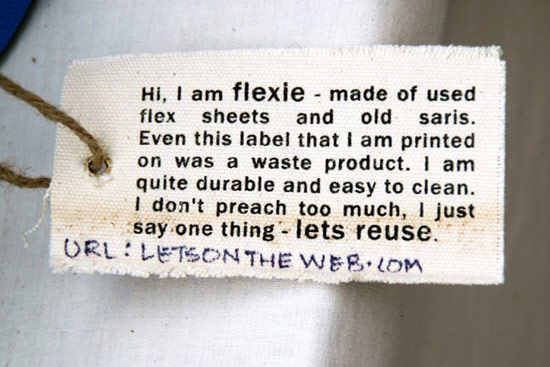 Hi, I am flexie - made of used
flex sheets and old saris.
Even this label that I am printed
on was a waste product. I am
quite durable and easy to clean.
I don't preach too much, I just
say one thing - lets reuse.
URL: LETSONTHEWEB.COM